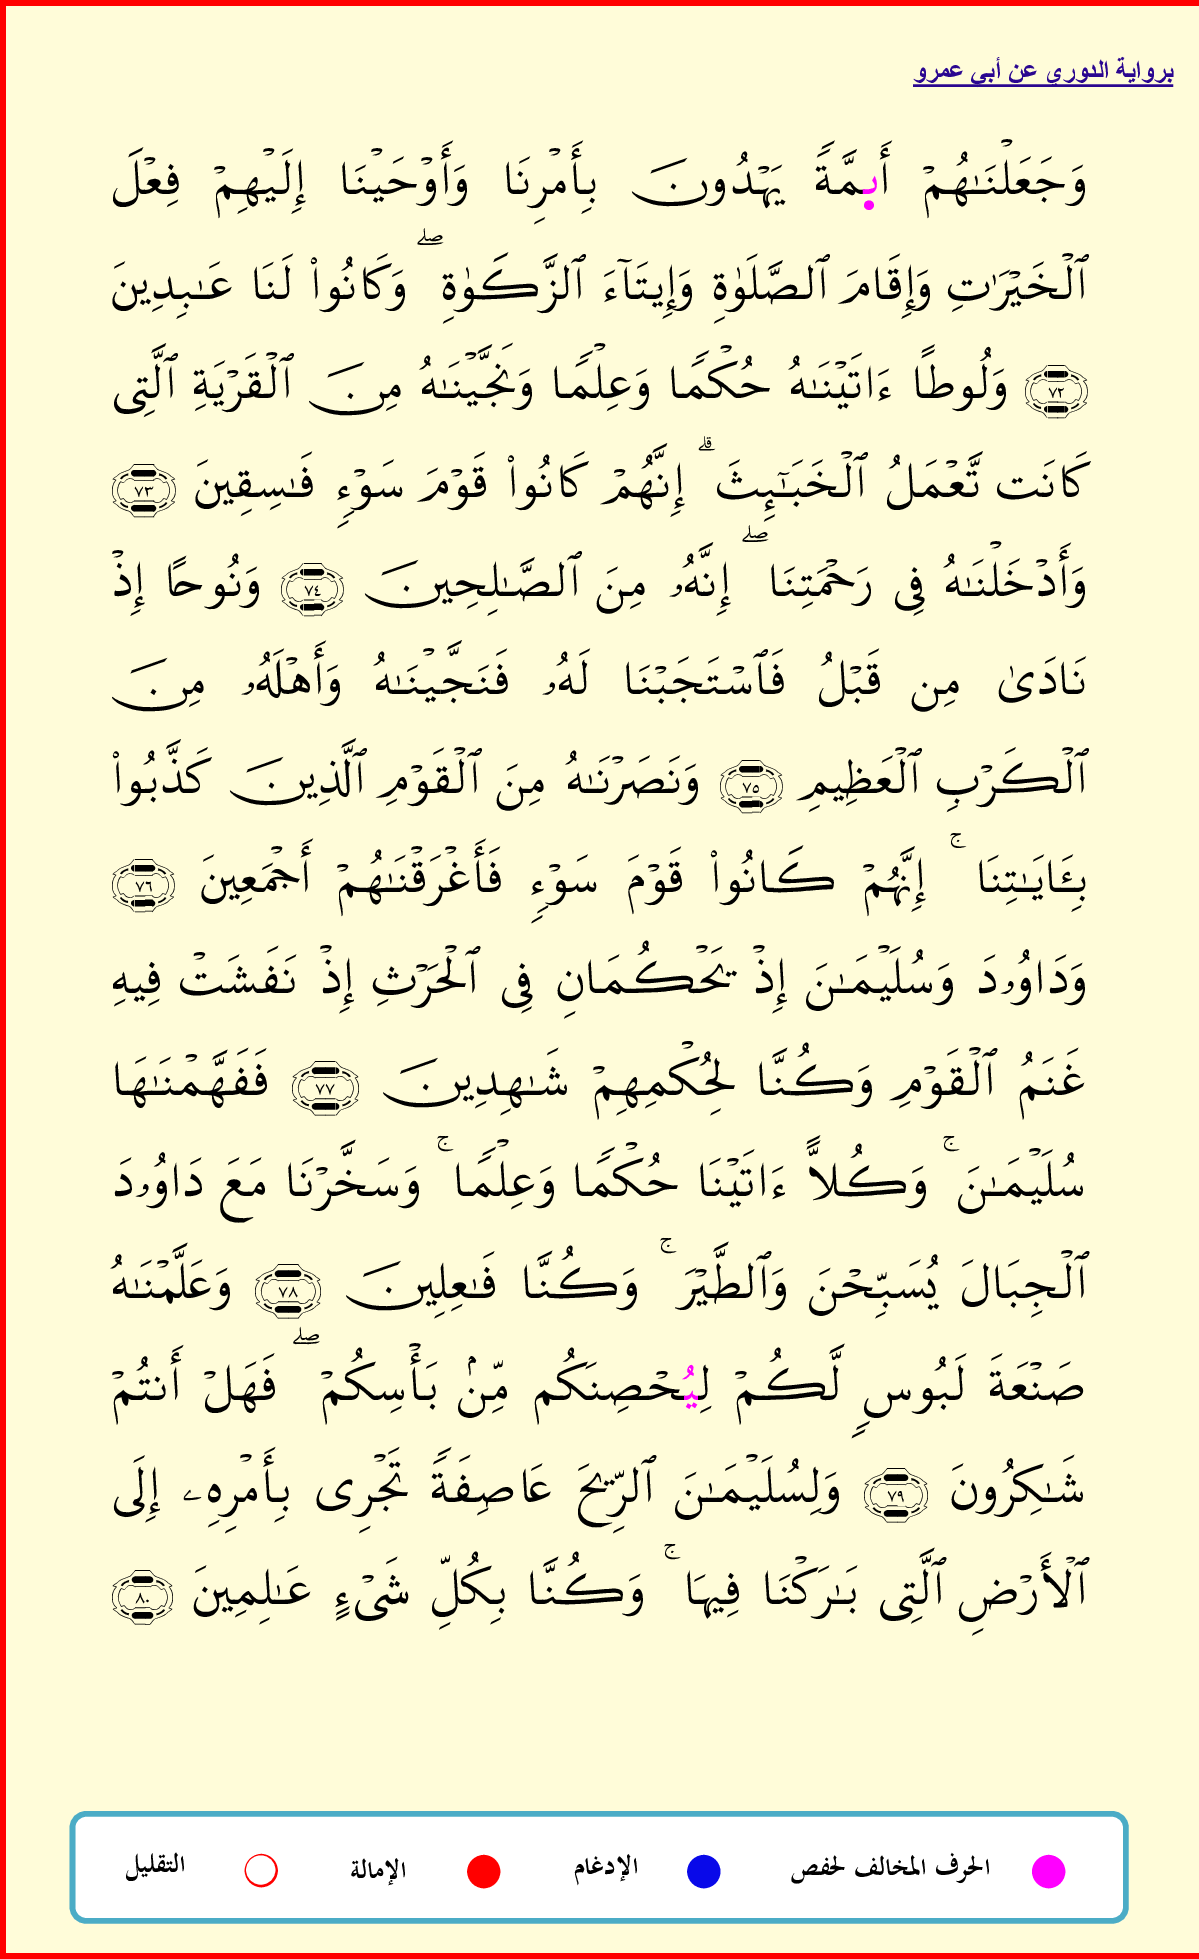 برواية الدوري عن أبي عمرو
وَجَعَلْنَـٰهُمْ أَىِٕمَّةً يَهْدُونَ بِأَمْرِنَا وَأَوْحَيْنَا إِلَيْهِمْ فِعْلَ
ٱلْخَيْرَٰتِ وَإِقَامَ ٱلصَّلَوٰةِ وَإِيتَآءَ ٱلزَّكَوٰةِ ۖ وَكَانُوا۟ لَنَا عَـٰبِدِينَ
٧٢ وَلُوطًا ءَاتَيْنَـٰهُ حُكْمًا وَعِلْمًا وَنَجَّيْنَـٰهُ مِنَ ٱلْقَرْيَةِ ٱلَّتِى
كَانَت تَّعْمَلُ ٱلْخَبَـٰٓئِثَ ۗ إِنَّهُمْ كَانُوا۟ قَوْمَ سَوْءٍ فَـٰسِقِينَ ٧٣
وَأَدْخَلْنَـٰهُ فِى رَحْمَتِنَا ۖ إِنَّهُۥ مِنَ ٱلصَّـٰلِحِينَ ٧٤ وَنُوحًا إِذْ
نَادَىٰ مِن قَبْلُ فَٱسْتَجَبْنَا لَهُۥ فَنَجَّيْنَـٰهُ وَأَهْلَهُۥ مِنَ
ٱلْكَرْبِ ٱلْعَظِيمِ ٧٥ وَنَصَرْنَـٰهُ مِنَ ٱلْقَوْمِ ٱلَّذِينَ كَذَّبُوا۟
بِـَٔايَـٰتِنَا ۚ إِنَّهُمْ كَانُوا۟ قَوْمَ سَوْءٍ فَأَغْرَقْنَـٰهُمْ أَجْمَعِينَ ٧٦
وَدَاوُۥدَ وَسُلَيْمَـٰنَ إِذْ يَحْكُمَانِ فِى ٱلْحَرْثِ إِذْ نَفَشَتْ فِيهِ
غَنَمُ ٱلْقَوْمِ وَكُنَّا لِحُكْمِهِمْ شَـٰهِدِينَ ٧٧ فَفَهَّمْنَـٰهَا
سُلَيْمَـٰنَ ۚ وَكُلاًّ ءَاتَيْنَا حُكْمًا وَعِلْمًا ۚ وَسَخَّرْنَا مَعَ دَاوُۥدَ
ٱلْجِبَالَ يُسَبِّحْنَ وَٱلطَّيْرَ ۚ وَكُنَّا فَـٰعِلِينَ ٧٨ وَعَلَّمْنَـٰهُ
صَنْعَةَ لَبُوسٍ لَّكُمْ لِيُحْصِنَكُم مِّنۢ بَأْسِكُمْ ۖ فَهَلْ أَنتُمْ
شَـٰكِرُونَ ٧٩ وَلِسُلَيْمَـٰنَ ٱلرِّيحَ عَاصِفَةً تَجْرِى بِأَمْرِهِۦ إِلَى
ٱلْأَرْضِ ٱلَّتِى بَـٰرَكْنَا فِيهَا ۚ وَكُنَّا بِكُلِّ شَىْءٍ عَـٰلِمِينَ ٨٠
الحرف المخالف لحفص الإدغام الإمالة التقليل